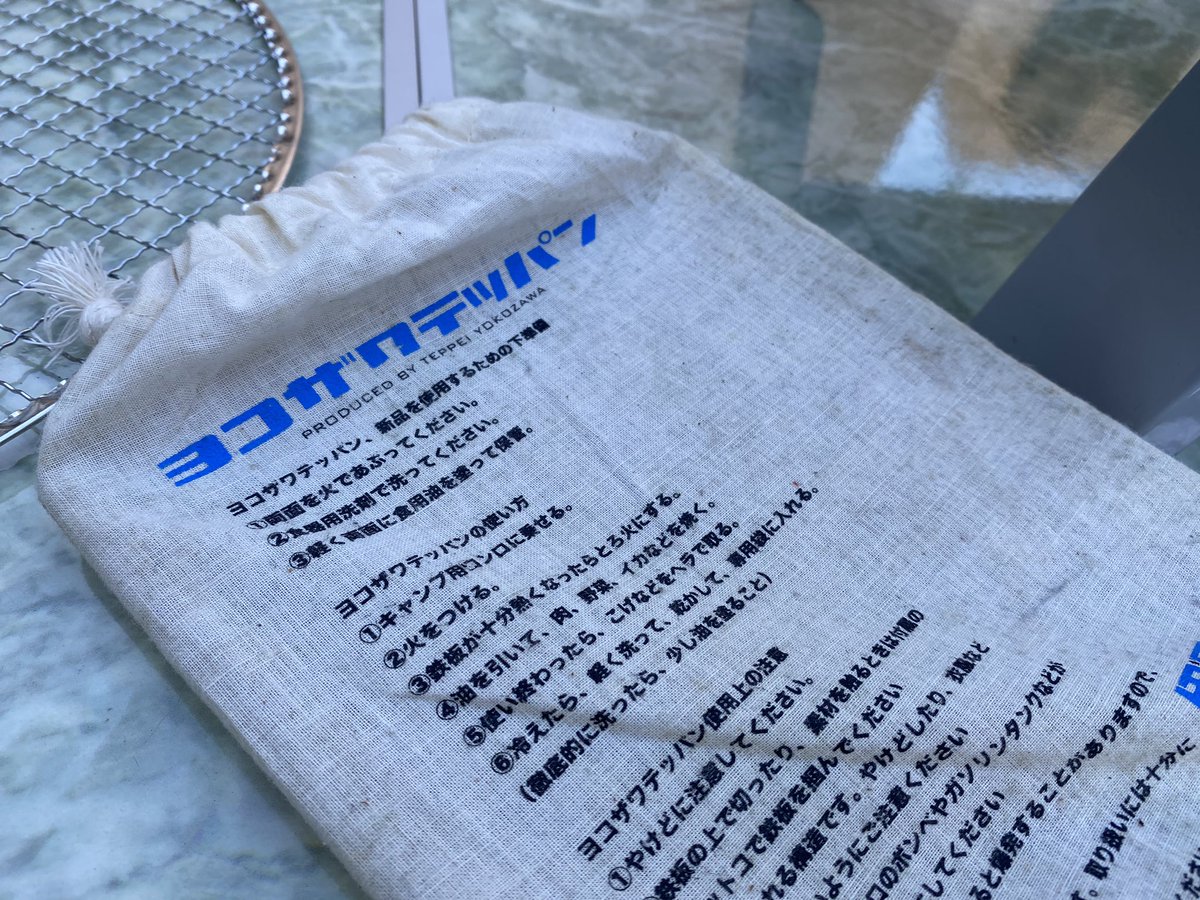 ヨコザワテッパン
PRODUCED BY TEPPEI YOKOZAWA
ヨコザワテッパン、新品を使用するための下準備
①両面を火であぶってください。
②食器用洗剤で洗ってください。
③軽く両面に食用油を塗って保管。
ヨコザワテッパンの使い方
①キャンプ用コンロに乗せる。
②火をつける。
③鉄板が十分熱くなったらとろ火にする。
④油を引いて、肉、野菜、イカなどを焼く。
⑤使い終わったら、こげなどをヘラで取る。
⑥冷えたら、軽く洗って、乾かして、専用袋に入れる。
(徹底的に洗ったら、少し油を塗ること)
ヨコザワテッパン使用上の注意
①やけどに注意してください。
鉄板の上で切ったり、素材を触るときは付属の
トコで鉄板を組んでください
れる構造です。やけどしたり、衣服など
いようにご注意ください
ロのボンベやガソリンタンクなどが
ーしてください
ると爆発することがありますので、
す。取り扱いには十分に